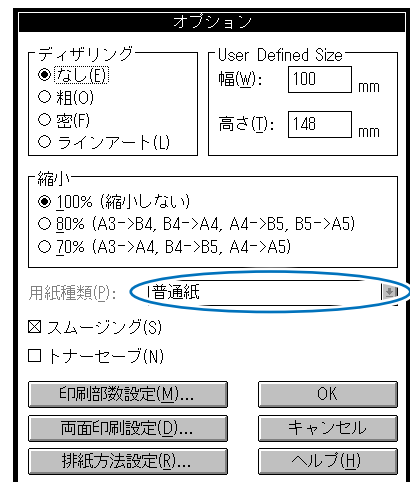 オプション
ディザリング
◉ なし(E)
○ 粗(O)
○ 密(F)
○ ラインアート(L)
User Defined Size
幅(W): 100 mm
高さ(T): 148 mm
縮小
◉ 100% (縮小しない)
○ 80% (A3->B4, B4->A4, A4->B5, B5->A5)
○ 70% (A3->A4, B4->B5, A4->A5)
用紙種類(P): 普通紙
☒ スムージング(S)
□ トナーセーブ(N)
印刷部数設定(M)... OK
両面印刷設定(D)... キャンセル
排紙方法設定(R)... ヘルプ(H)